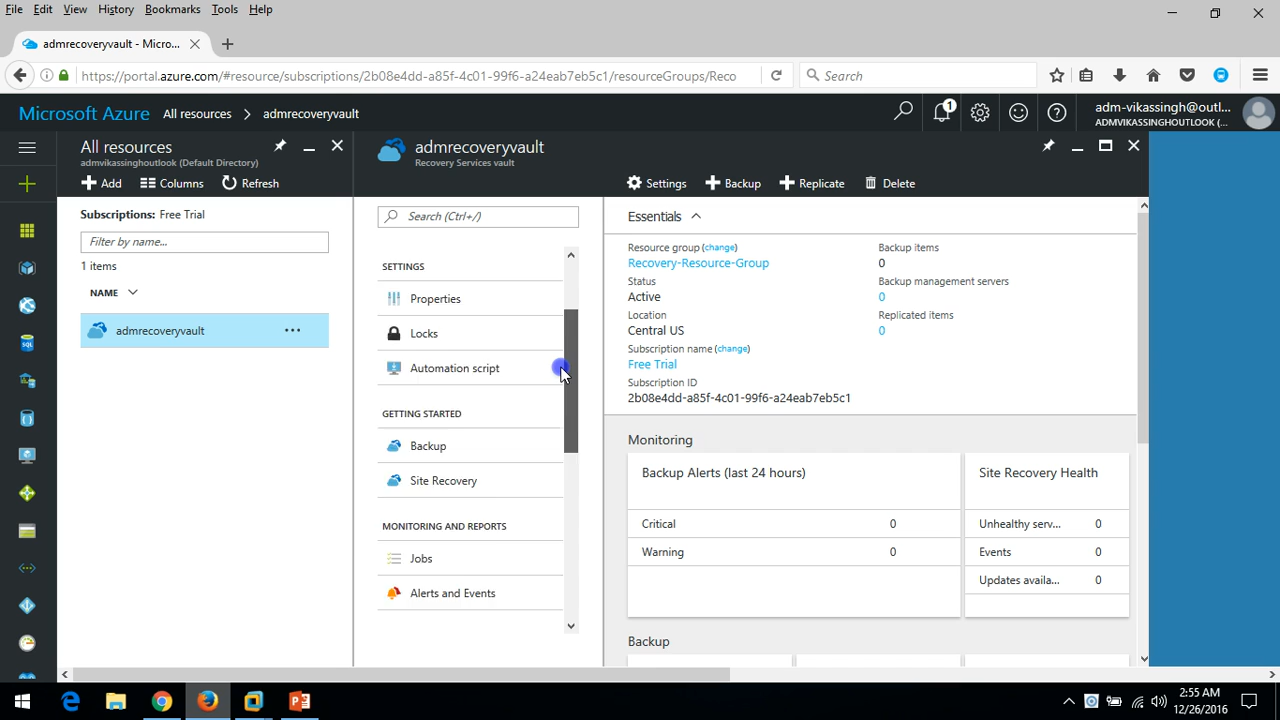 File Edit View History Bookmarks Tools Help
admrecoveryvault - Micro...
https://portal.azure.com/#resource/subscriptions/2b08e4dd-a85f-4c01-99f6-a24eab7eb5c1/resourceGroups/Reco
Search
Microsoft Azure All resources > admrecoveryvault
1
adm-vikassingh@outl...
ADMVIKASSINGHOUTLOOK (...
All resources
admvikassinghoutlook (Default Directory)
Add Columns Refresh
Subscriptions: Free Trial
Filter by name...
1 items
NAME
admrecoveryvault ...
admrecoveryvault
Recovery Services vault
Settings Backup Replicate Delete
Search (Ctrl+/)
SETTINGS
Properties
Locks
Automation script
GETTING STARTED
Backup
Site Recovery
MONITORING AND REPORTS
Jobs
Alerts and Events
Essentials
Resource group (change)
Recovery-Resource-Group
Status
Active
Location
Central US
Subscription name (change)
Free Trial
Subscription ID
2b08e4dd-a85f-4c01-99f6-a24eab7eb5c1
Backup items
0
Backup management servers
0
Replicated items
0
Monitoring
Backup Alerts (last 24 hours)
Critical 0
Warning 0
Site Recovery Health
Unhealthy serv... 0
Events 0
Updates availa... 0
Backup
2:55 AM
12/26/2016